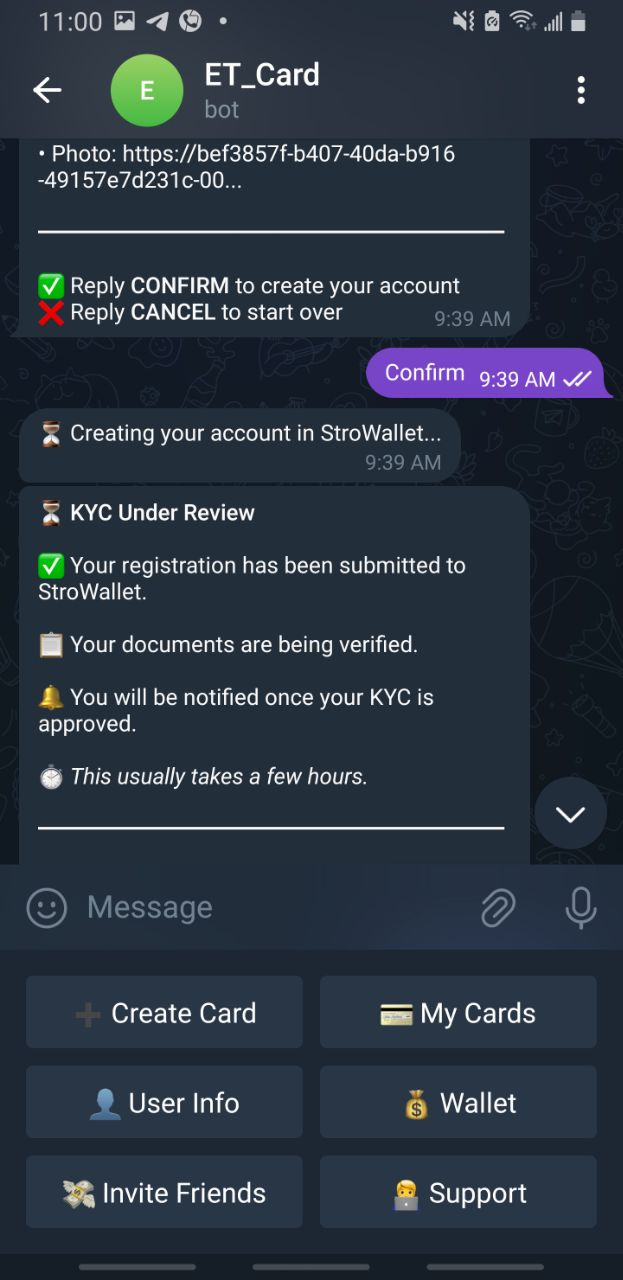 11:00
E
ET_Card
bot
• Photo: https://bef3857f-b407-40da-b916
-49157e7d231c-00...
✅ Reply CONFIRM to create your account
❌ Reply CANCEL to start over
9:39 AM
Confirm 9:39 AM
⏳ Creating your account in StroWallet...
9:39 AM
⏳ KYC Under Review
✅ Your registration has been submitted to
StroWallet.
📋 Your documents are being verified.
🔔 You will be notified once your KYC is
approved.
⏱ This usually takes a few hours.
Message
➕ Create Card
💳 My Cards
👤 User Info
💰 Wallet
💸 Invite Friends
🧑‍💻 Support